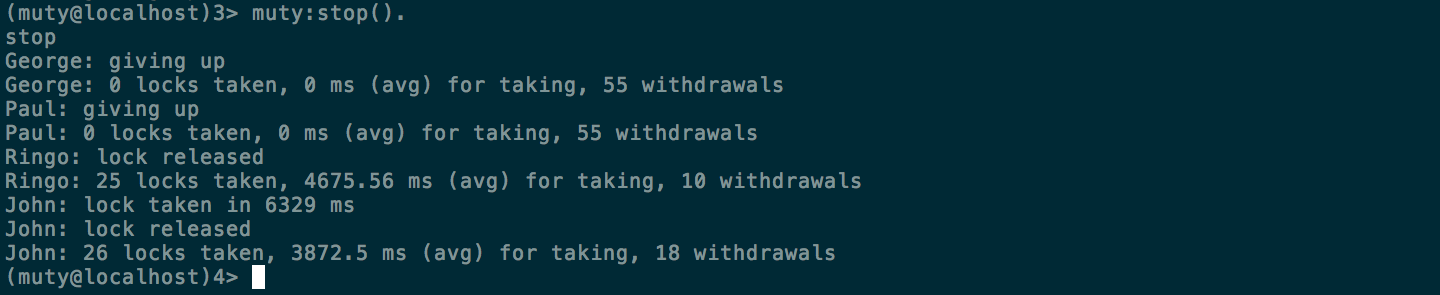 (muty@localhost)3> muty:stop().
stop
George: giving up
George: 0 locks taken, 0 ms (avg) for taking, 55 withdrawals
Paul: giving up
Paul: 0 locks taken, 0 ms (avg) for taking, 55 withdrawals
Ringo: lock released
Ringo: 25 locks taken, 4675.56 ms (avg) for taking, 10 withdrawals
John: lock taken in 6329 ms
John: lock released
John: 26 locks taken, 3872.5 ms (avg) for taking, 18 withdrawals
(muty@localhost)4>